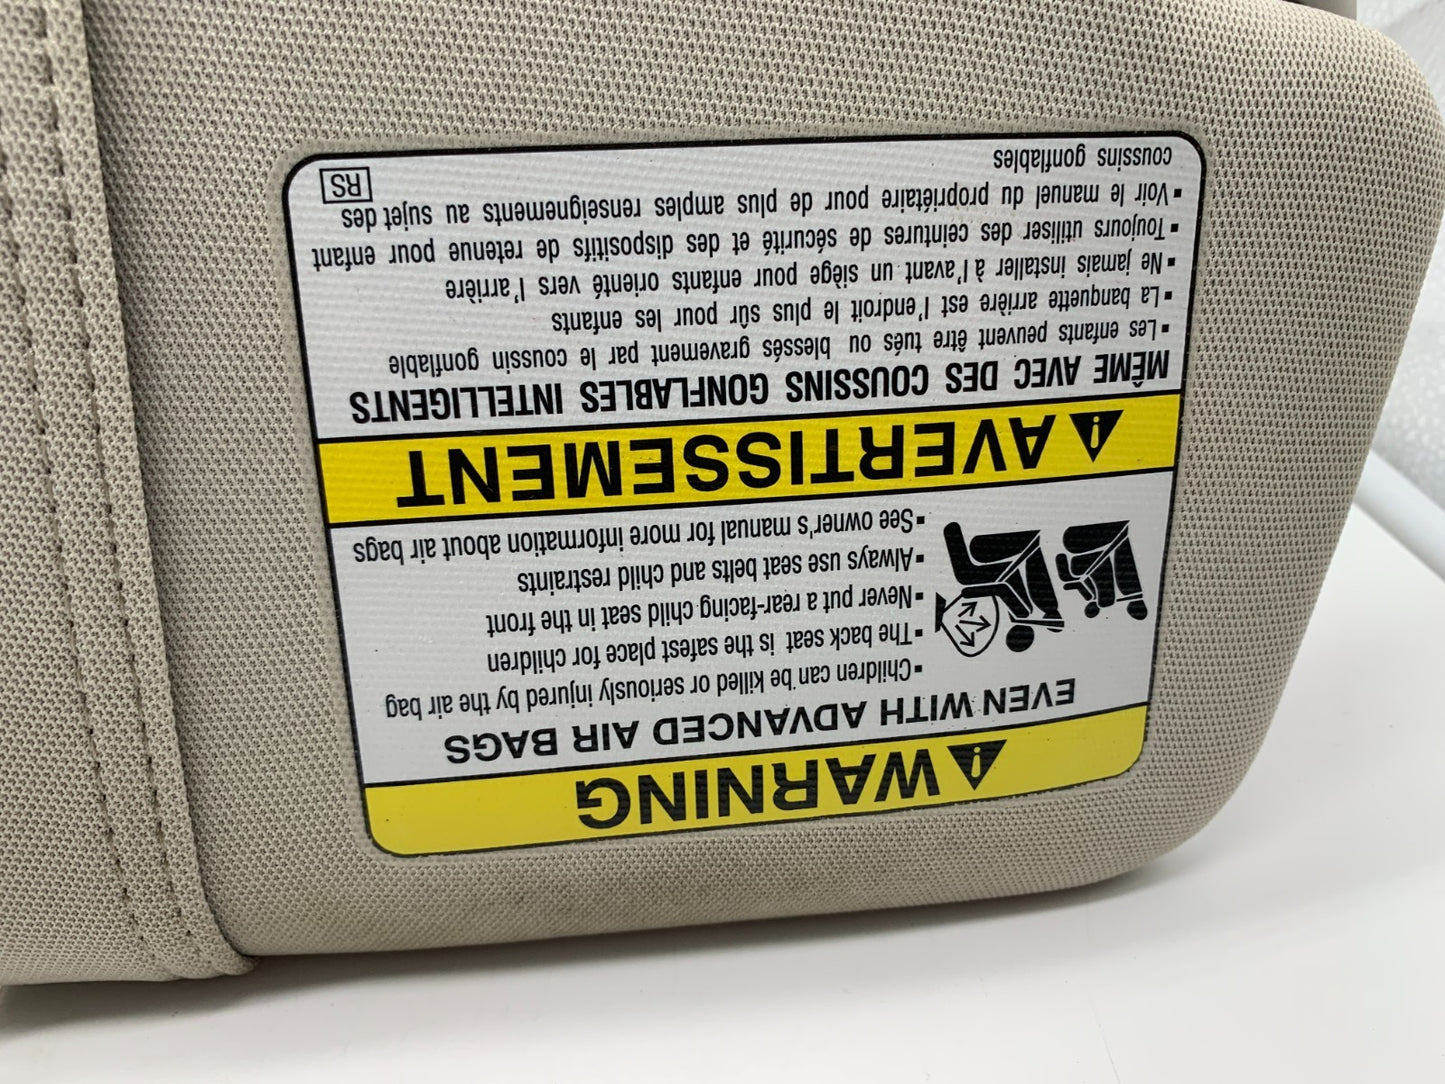 WARNING
EVEN WITH ADVANCED AIR BAGS
▪Children can be killed or seriously injured by the air bag
▪The back seat is the safest place for children
▪Never put a rear-facing child seat in the front
▪Always use seat belts and child restraints
▪See owner's manual for more information about air bags
AVERTISSEMENT
MÊME AVEC DES COUSSINS GONFLABLES INTELLIGENTS
▪Les enfants peuvent être tués ou blessés gravement par le coussin gonflable
▪La banquette arrière est l'endroit le plus sûr pour les enfants
▪Ne jamais installer à l'avant un siège pour enfants orienté vers l'arrière
▪Toujours utiliser des ceintures de sécurité et des dispositifs de retenue pour enfant
▪Voir le manuel du propriétaire pour de plus amples renseignements au sujet des
coussins gonflables
RS